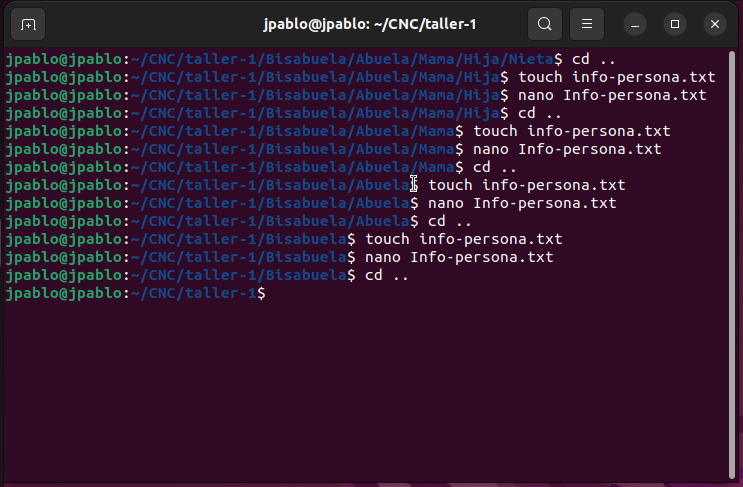 jpablo@jpablo: ~/CNC/taller-1
jpablo@jpablo:~/CNC/taller-1/Bisabuela/Abuela/Mama/Hija/Nieta$ cd ..
jpablo@jpablo:~/CNC/taller-1/Bisabuela/Abuela/Mama/Hija$ touch info-persona.txt
jpablo@jpablo:~/CNC/taller-1/Bisabuela/Abuela/Mama/Hija$ nano Info-persona.txt
jpablo@jpablo:~/CNC/taller-1/Bisabuela/Abuela/Mama/Hija$ cd ..
jpablo@jpablo:~/CNC/taller-1/Bisabuela/Abuela/Mama$ touch info-persona.txt
jpablo@jpablo:~/CNC/taller-1/Bisabuela/Abuela/Mama$ nano Info-persona.txt
jpablo@jpablo:~/CNC/taller-1/Bisabuela/Abuela/Mama$ cd ..
jpablo@jpablo:~/CNC/taller-1/Bisabuela/Abuela$ touch info-persona.txt
jpablo@jpablo:~/CNC/taller-1/Bisabuela/Abuela$ nano Info-persona.txt
jpablo@jpablo:~/CNC/taller-1/Bisabuela/Abuela$ cd ..
jpablo@jpablo:~/CNC/taller-1/Bisabuela$ touch info-persona.txt
jpablo@jpablo:~/CNC/taller-1/Bisabuela$ nano Info-persona.txt
jpablo@jpablo:~/CNC/taller-1/Bisabuela$ cd ..
jpablo@jpablo:~/CNC/taller-1$